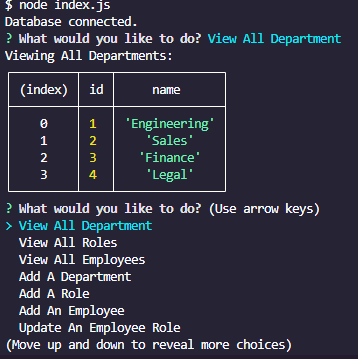 $ node index.js
Database connected.
? What would you like to do? View All Department
Viewing All Departments:
(index) id name
0 1 'Engineering'
1 2 'Sales'
2 3 'Finance'
3 4 'Legal'
? What would you like to do? (Use arrow keys)
> View All Department
View All Roles
View All Employees
Add A Department
Add A Role
Add An Employee
Update An Employee Role
(Move up and down to reveal more choices)